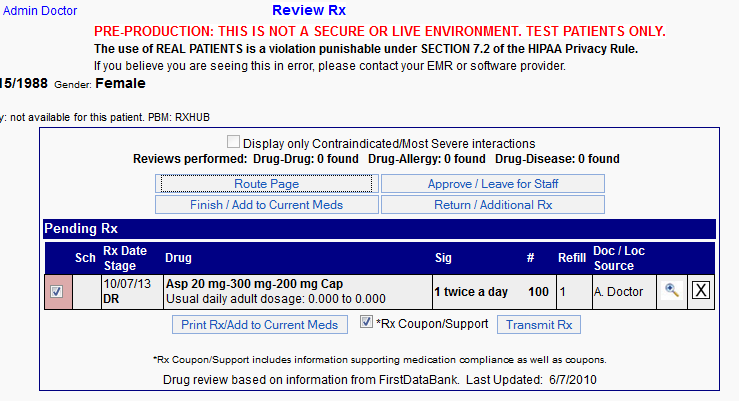 Admin Doctor Review Rx
PRE-PRODUCTION: THIS IS NOT A SECURE OR LIVE ENVIRONMENT. TEST PATIENTS ONLY.
The use of REAL PATIENTS is a violation punishable under SECTION 7.2 of the HIPAA Privacy Rule.
If you believe you are seeing this in error, please contact your EMR or software provider.
15/1988 Gender: Female
y: not available for this patient. PBM: RXHUB
Display only Contraindicated/Most Severe interactions
Reviews performed: Drug-Drug: 0 found Drug-Allergy: 0 found Drug-Disease: 0 found
Route Page Approve / Leave for Staff
Finish / Add to Current Meds Return / Additional Rx
Pending Rx
Sch Rx Date Stage Drug Sig # Refill Doc / Loc Source
10/07/13 DR Asp 20 mg-300 mg-200 mg Cap 1 twice a day 100 1 A. Doctor X
Usual daily adult dosage: 0.000 to 0.000
Print Rx/Add to Current Meds *Rx Coupon/Support Transmit Rx
*Rx Coupon/Support includes information supporting medication compliance as well as coupons.
Drug review based on information from FirstDataBank. Last Updated: 6/7/2010